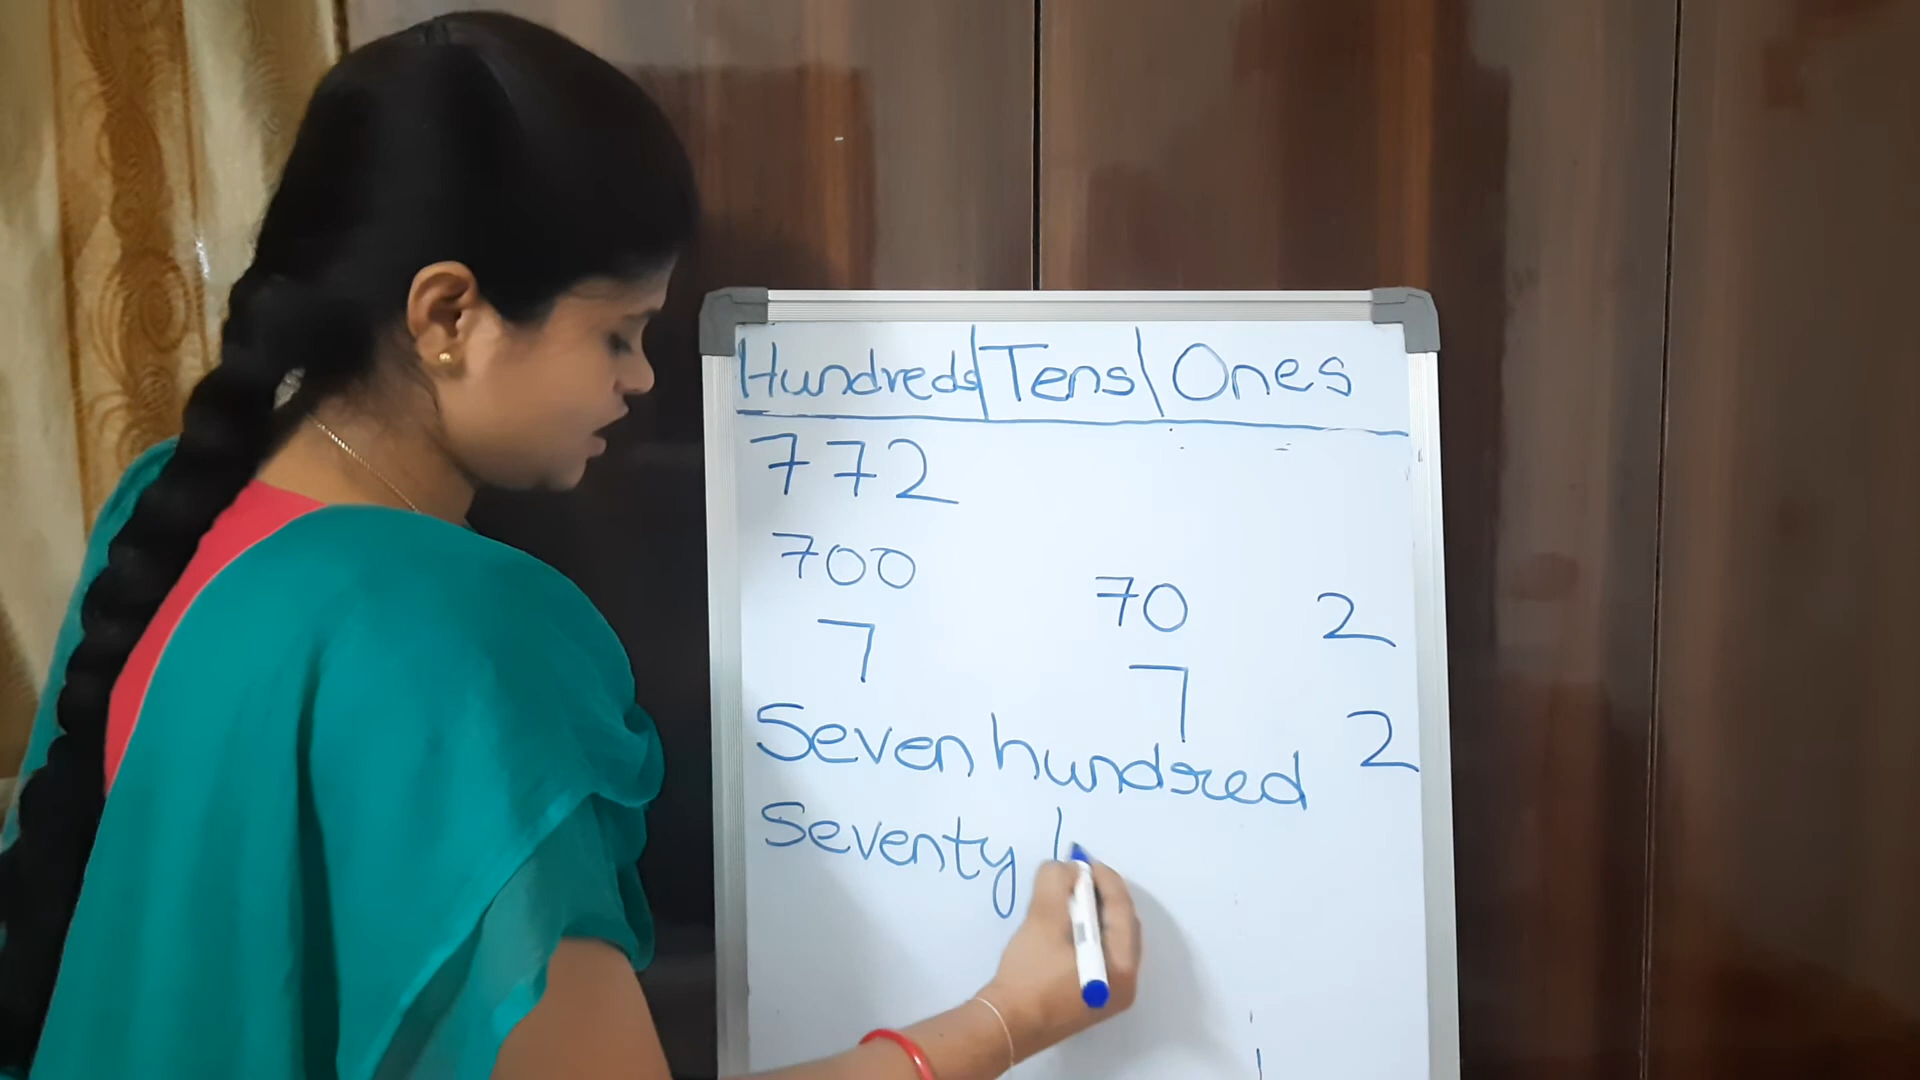 Hundreds | Tens | Ones
772
700 70 2
7 7 2
Seven hundred
Seventy